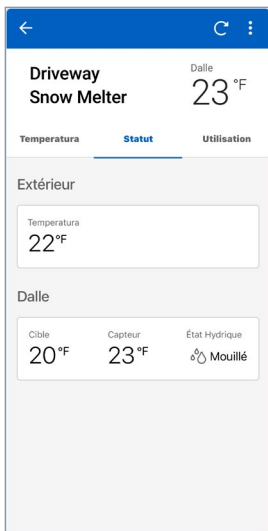 Driveway
Snow Melter
Dalle
23°F
Temperatura Statut Utilisation
Extérieur
Temperatura
22°F
Dalle
Cible Capteur État Hydrique
20°F 23°F Mouillé